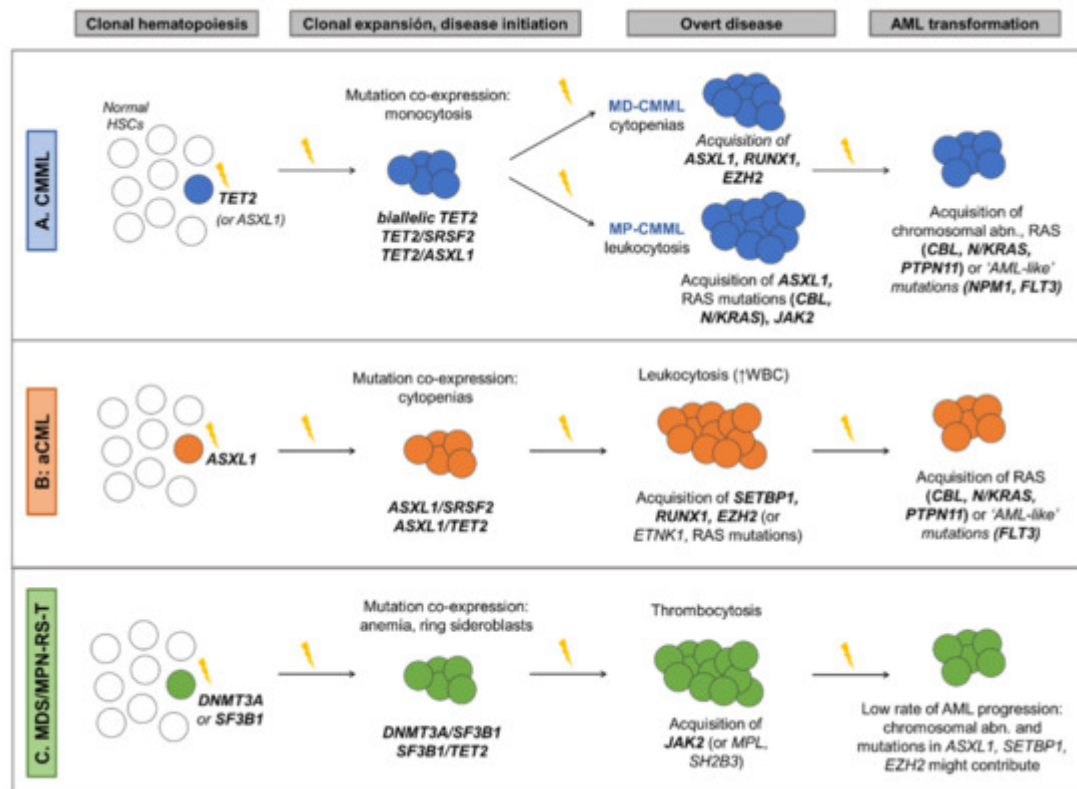 Clonal hematopoiesis
Clonal expansión, disease initiation
Overt disease
AML transformation
A. CMML
Normal
HSCs
TET2
(or ASXL1)
Mutation co-expression:
monocytosis
biallelic TET2
TET2/SRSF2
TET2/ASXL1
MD-CMML
cytopenias
Acquisition of
ASXL1, RUNX1,
EZH2
MP-CMML
leukocytosis
Acquisition of ASXL1,
RAS mutations (CBL,
N/KRAS), JAK2
Acquisition of
chromosomal abn., RAS
(CBL, N/KRAS,
PTPN11) or ‘AML-like’
mutations (NPM1, FLT3)
B: aCML
ASXL1
Mutation co-expression:
cytopenias
ASXL1/SRSF2
ASXL1/TET2
Leukocytosis (↑WBC)
Acquisition of SETBP1,
RUNX1, EZH2 (or
ETNK1, RAS mutations)
Acquisition of RAS
(CBL, N/KRAS,
PTPN11) or ‘AML-like’
mutations (FLT3)
C. MDS/MPN-RS-T
DNMT3A
or SF3B1
Mutation co-expression:
anemia, ring sideroblasts
DNMT3A/SF3B1
SF3B1/TET2
Thrombocytosis
Acquisition of
JAK2 (or MPL,
SH2B3)
Low rate of AML progression:
chromosomal abn. and
mutations in ASXL1, SETBP1,
EZH2 might contribute